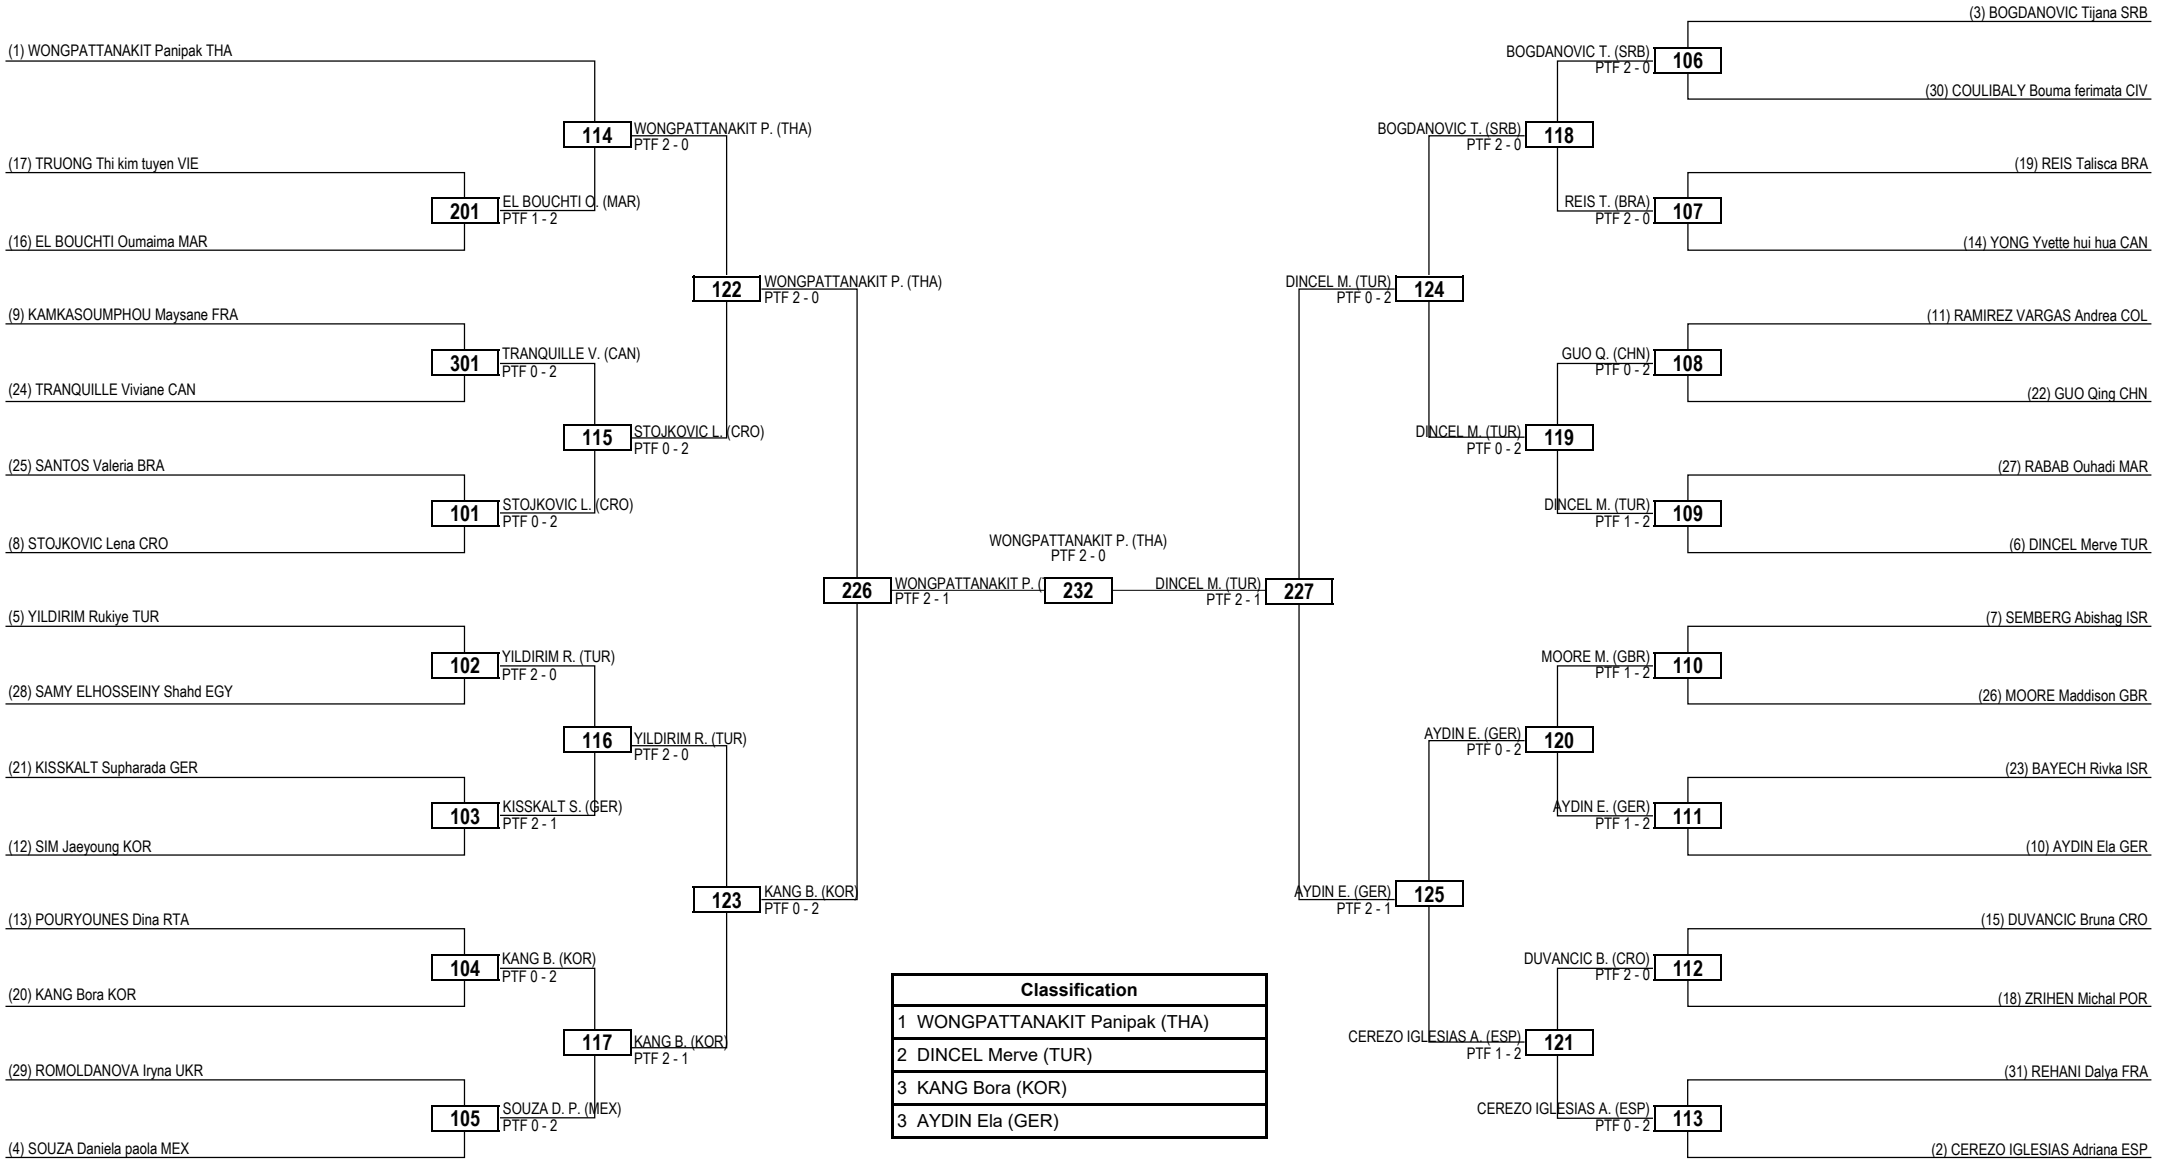 (1) WONGPATTANAKIT Panipak THA
(17) TRUONG Thi kim tuyen VIE
(16) EL BOUCHTI Oumaima MAR
(9) KAMKASOUMPHOU Maysane FRA
(24) TRANQUILLE Viviane CAN
(25) SANTOS Valeria BRA
(8) STOJKOVIC Lena CRO
(5) YILDIRIM Rukiye TUR
(28) SAMY ELHOSSEINY Shahd EGY
(21) KISSKALT Supharada GER
(12) SIM Jaeyoung KOR
(13) POURYOUNES Dina RTA
(20) KANG Bora KOR
(29) ROMOLDANOVA Iryna UKR
(4) SOUZA Daniela paola MEX
201
EL BOUCHTI O. (MAR)
PTF 1 - 2
301
TRANQUILLE V. (CAN)
PTF 0 - 2
101
STOJKOVIC L. (CRO)
PTF 0 - 2
102
YILDIRIM R. (TUR)
PTF 2 - 0
103
KISSKALT S. (GER)
PTF 2 - 1
104
KANG B. (KOR)
PTF 0 - 2
105
SOUZA D. P. (MEX)
PTF 0 - 2
114
WONGPATTANAKIT P. (THA)
PTF 2 - 0
115
STOJKOVIC L. (CRO)
PTF 0 - 2
116
YILDIRIM R. (TUR)
PTF 2 - 0
117
KANG B. (KOR)
PTF 2 - 1
122
WONGPATTANAKIT P. (THA)
PTF 2 - 0
123
KANG B. (KOR)
PTF 0 - 2
226
WONGPATTANAKIT P. (
PTF 2 - 1
WONGPATTANAKIT P. (THA)
PTF 2 - 0
232
DINCEL M. (TUR)
PTF 2 - 1
227
DINCEL M. (TUR)
PTF 0 - 2
124
AYDIN E. (GER)
PTF 2 - 1
125
BOGDANOVIC T. (SRB)
PTF 2 - 0
118
DINCEL M. (TUR)
PTF 0 - 2
119
AYDIN E. (GER)
PTF 0 - 2
120
CEREZO IGLESIAS A. (ESP)
PTF 1 - 2
121
BOGDANOVIC T. (SRB)
PTF 2 - 0
106
REIS T. (BRA)
PTF 2 - 0
107
GUO Q. (CHN)
PTF 0 - 2
108
DINCEL M. (TUR)
PTF 1 - 2
109
MOORE M. (GBR)
PTF 1 - 2
110
AYDIN E. (GER)
PTF 1 - 2
111
DUVANCIC B. (CRO)
PTF 2 - 0
112
CEREZO IGLESIAS A. (ESP)
PTF 0 - 2
113
(3) BOGDANOVIC Tijana SRB
(30) COULIBALY Bouma ferimata CIV
(19) REIS Talisca BRA
(14) YONG Yvette hui hua CAN
(11) RAMIREZ VARGAS Andrea COL
(22) GUO Qing CHN
(27) RABAB Ouhadi MAR
(6) DINCEL Merve TUR
(7) SEMBERG Abishag ISR
(26) MOORE Maddison GBR
(23) BAYECH Rivka ISR
(10) AYDIN Ela GER
(15) DUVANCIC Bruna CRO
(18) ZRIHEN Michal POR
(31) REHANI Dalya FRA
(2) CEREZO IGLESIAS Adriana ESP
Classification
1 WONGPATTANAKIT Panipak (THA)
2 DINCEL Merve (TUR)
3 KANG Bora (KOR)
3 AYDIN Ela (GER)